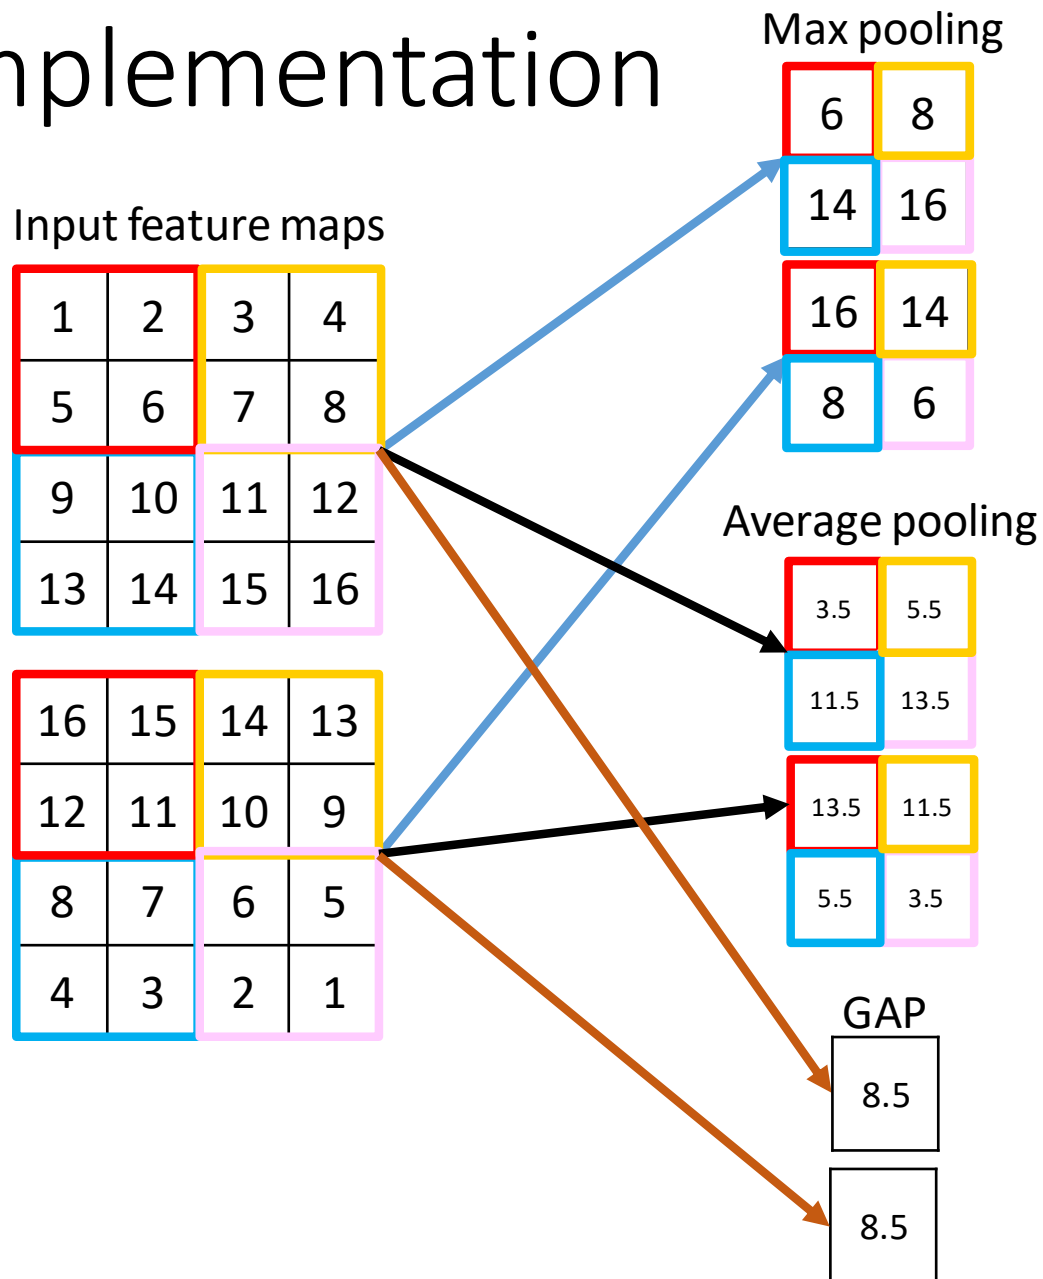 mplementation
Input feature maps
1 2 3 4
5 6 7 8
9 10 11 12
13 14 15 16
16 15 14 13
12 11 10 9
8 7 6 5
4 3 2 1
Max pooling
6 8
14 16
16 14
8 6
Average pooling
3.5 5.5
11.5 13.5
13.5 11.5
5.5 3.5
GAP
8.5
8.5